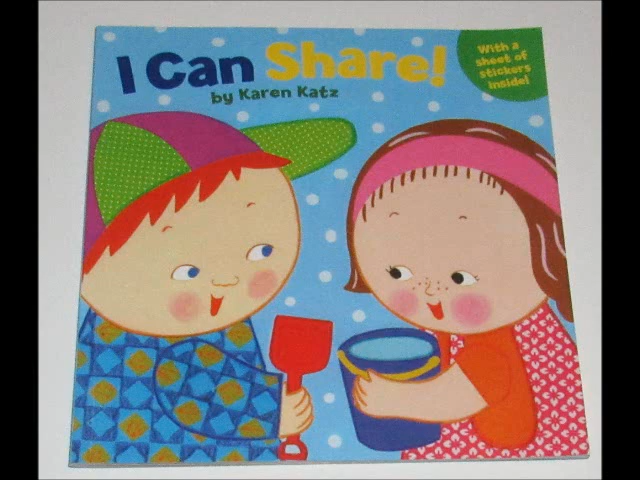 I Can Share!
by Karen Katz
With a
sheet of
stickers
inside!